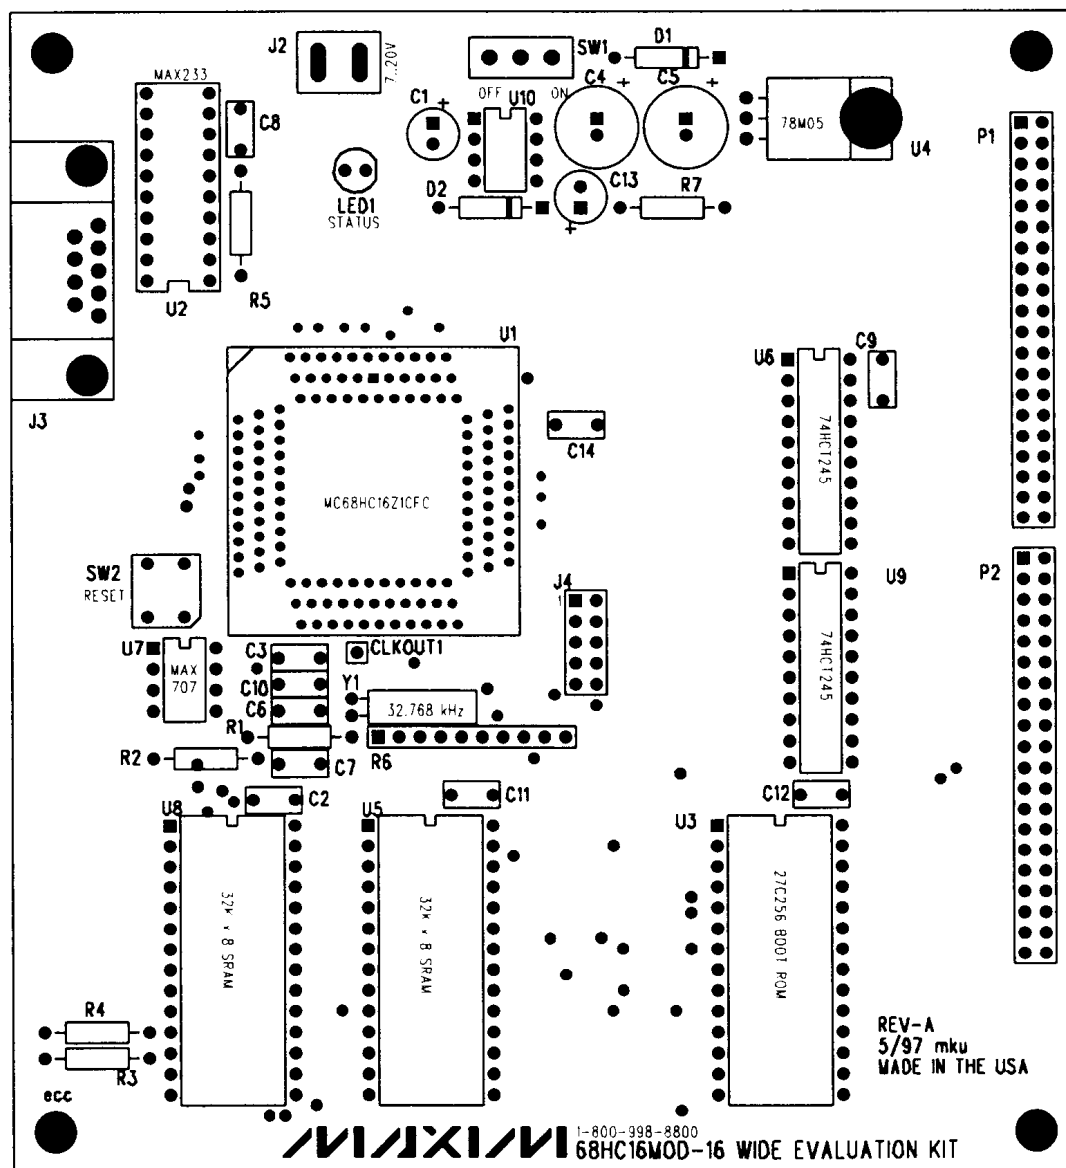 J2
7..20V
SW1
OFF
ON
D1
MAX233
C8
C1
+
U10
C4
+
C5
+
78M05
U4
P1
LED1
STATUS
D2
C13
+
R7
U2
R5
J3
U1
MC68HC16Z1CFC
C14
U6
C9
74HCT245
SW2
RESET
J4
1
U9
74HCT245
P2
U7
MAX
707
C3
CLKOUT1
C10
C6
Y1
32.768 kHz
R1
R6
R2
C7
C2
C11
C12
U8
U5
U3
32K x 8 SRAM
32K x 8 SRAM
27C256 BOOT ROM
R4
R3
REV-A
5/97 mku
MADE IN THE USA
ecc
MAXIM
1-800-998-8800
68HC16MOD-16 WIDE EVALUATION KIT